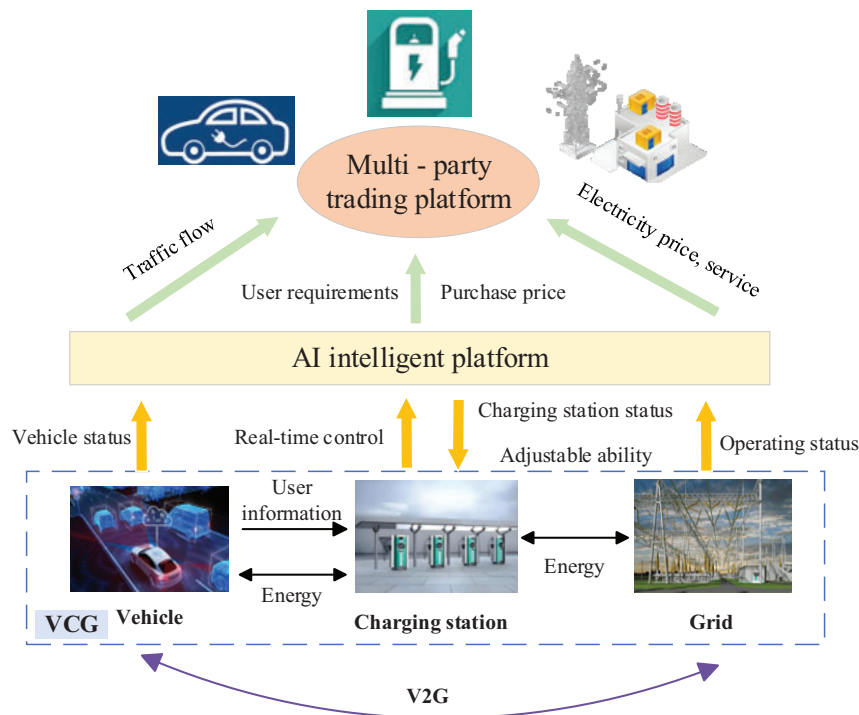 Multi - party
trading platform
Traffic flow
Electricity price, service
User requirements
Purchase price
AI intelligent platform
Vehicle status
Real-time control
Charging station status
Adjustable ability
Operating status
User
information
Energy
Energy
VCG
Vehicle
Charging station
Grid
V2G